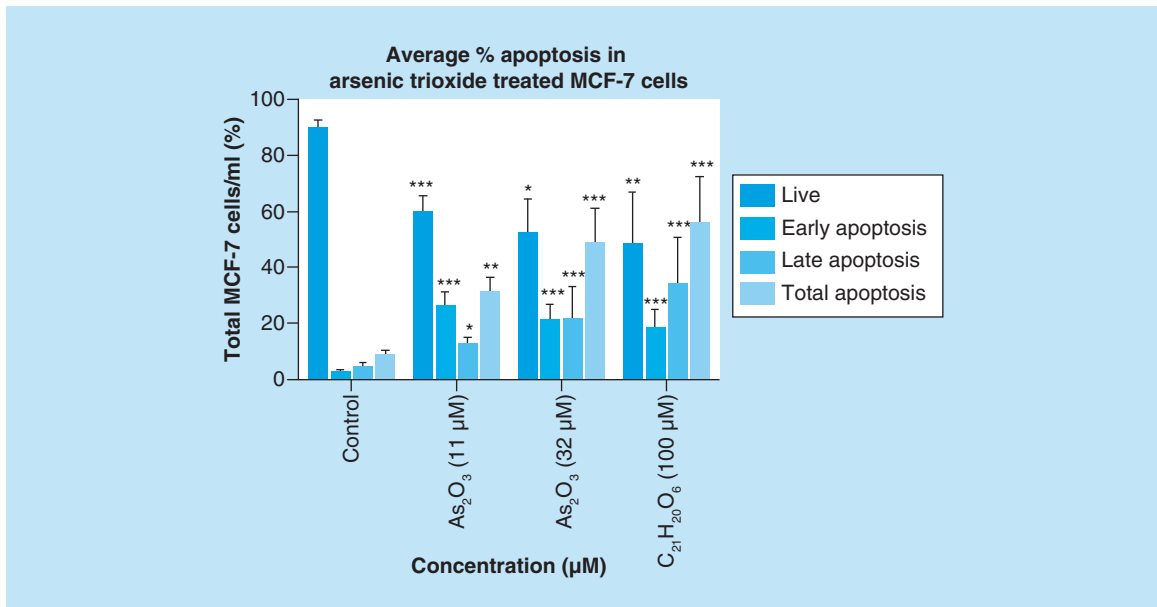 Average % apoptosis in
arsenic trioxide treated MCF-7 cells
Total MCF-7 cells/ml (%)
100
80
60
40
20
0
***
***
*
**
*
***
***
***
**
***
***
***
Control
As₂O₃ (11 µM)
As₂O₃ (32 µM)
C₂₁H₂₀O₆ (100 µM)
Concentration (µM)
Live
Early apoptosis
Late apoptosis
Total apoptosis